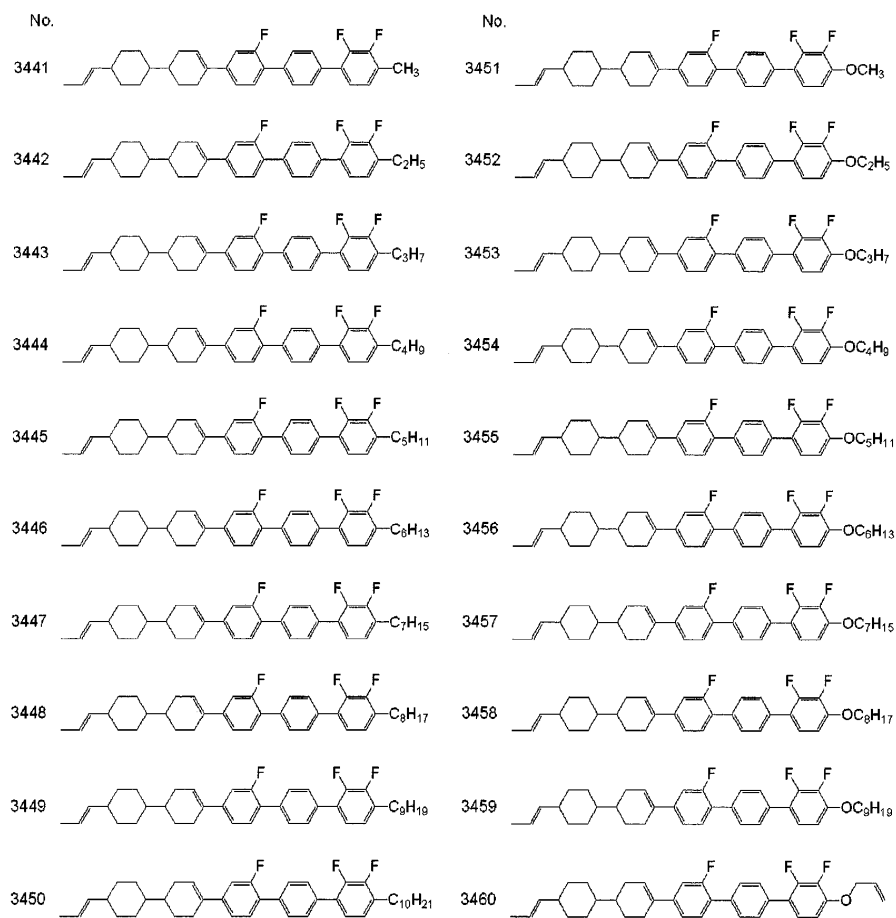 No.
3441 F F F CH3
3442 F F F C2H5
3443 F F F C3H7
3444 F F F C4H9
3445 F F F C5H11
3446 F F F C6H13
3447 F F F C7H15
3448 F F F C8H17
3449 F F F C9H19
3450 F F F C10H21
No.
3451 F F F OCH3
3452 F F F OC2H5
3453 F F F OC3H7
3454 F F F OC4H9
3455 F F F OC5H11
3456 F F F OC6H13
3457 F F F OC7H15
3458 F F F OC8H17
3459 F F F OC9H19
3460 F F F O